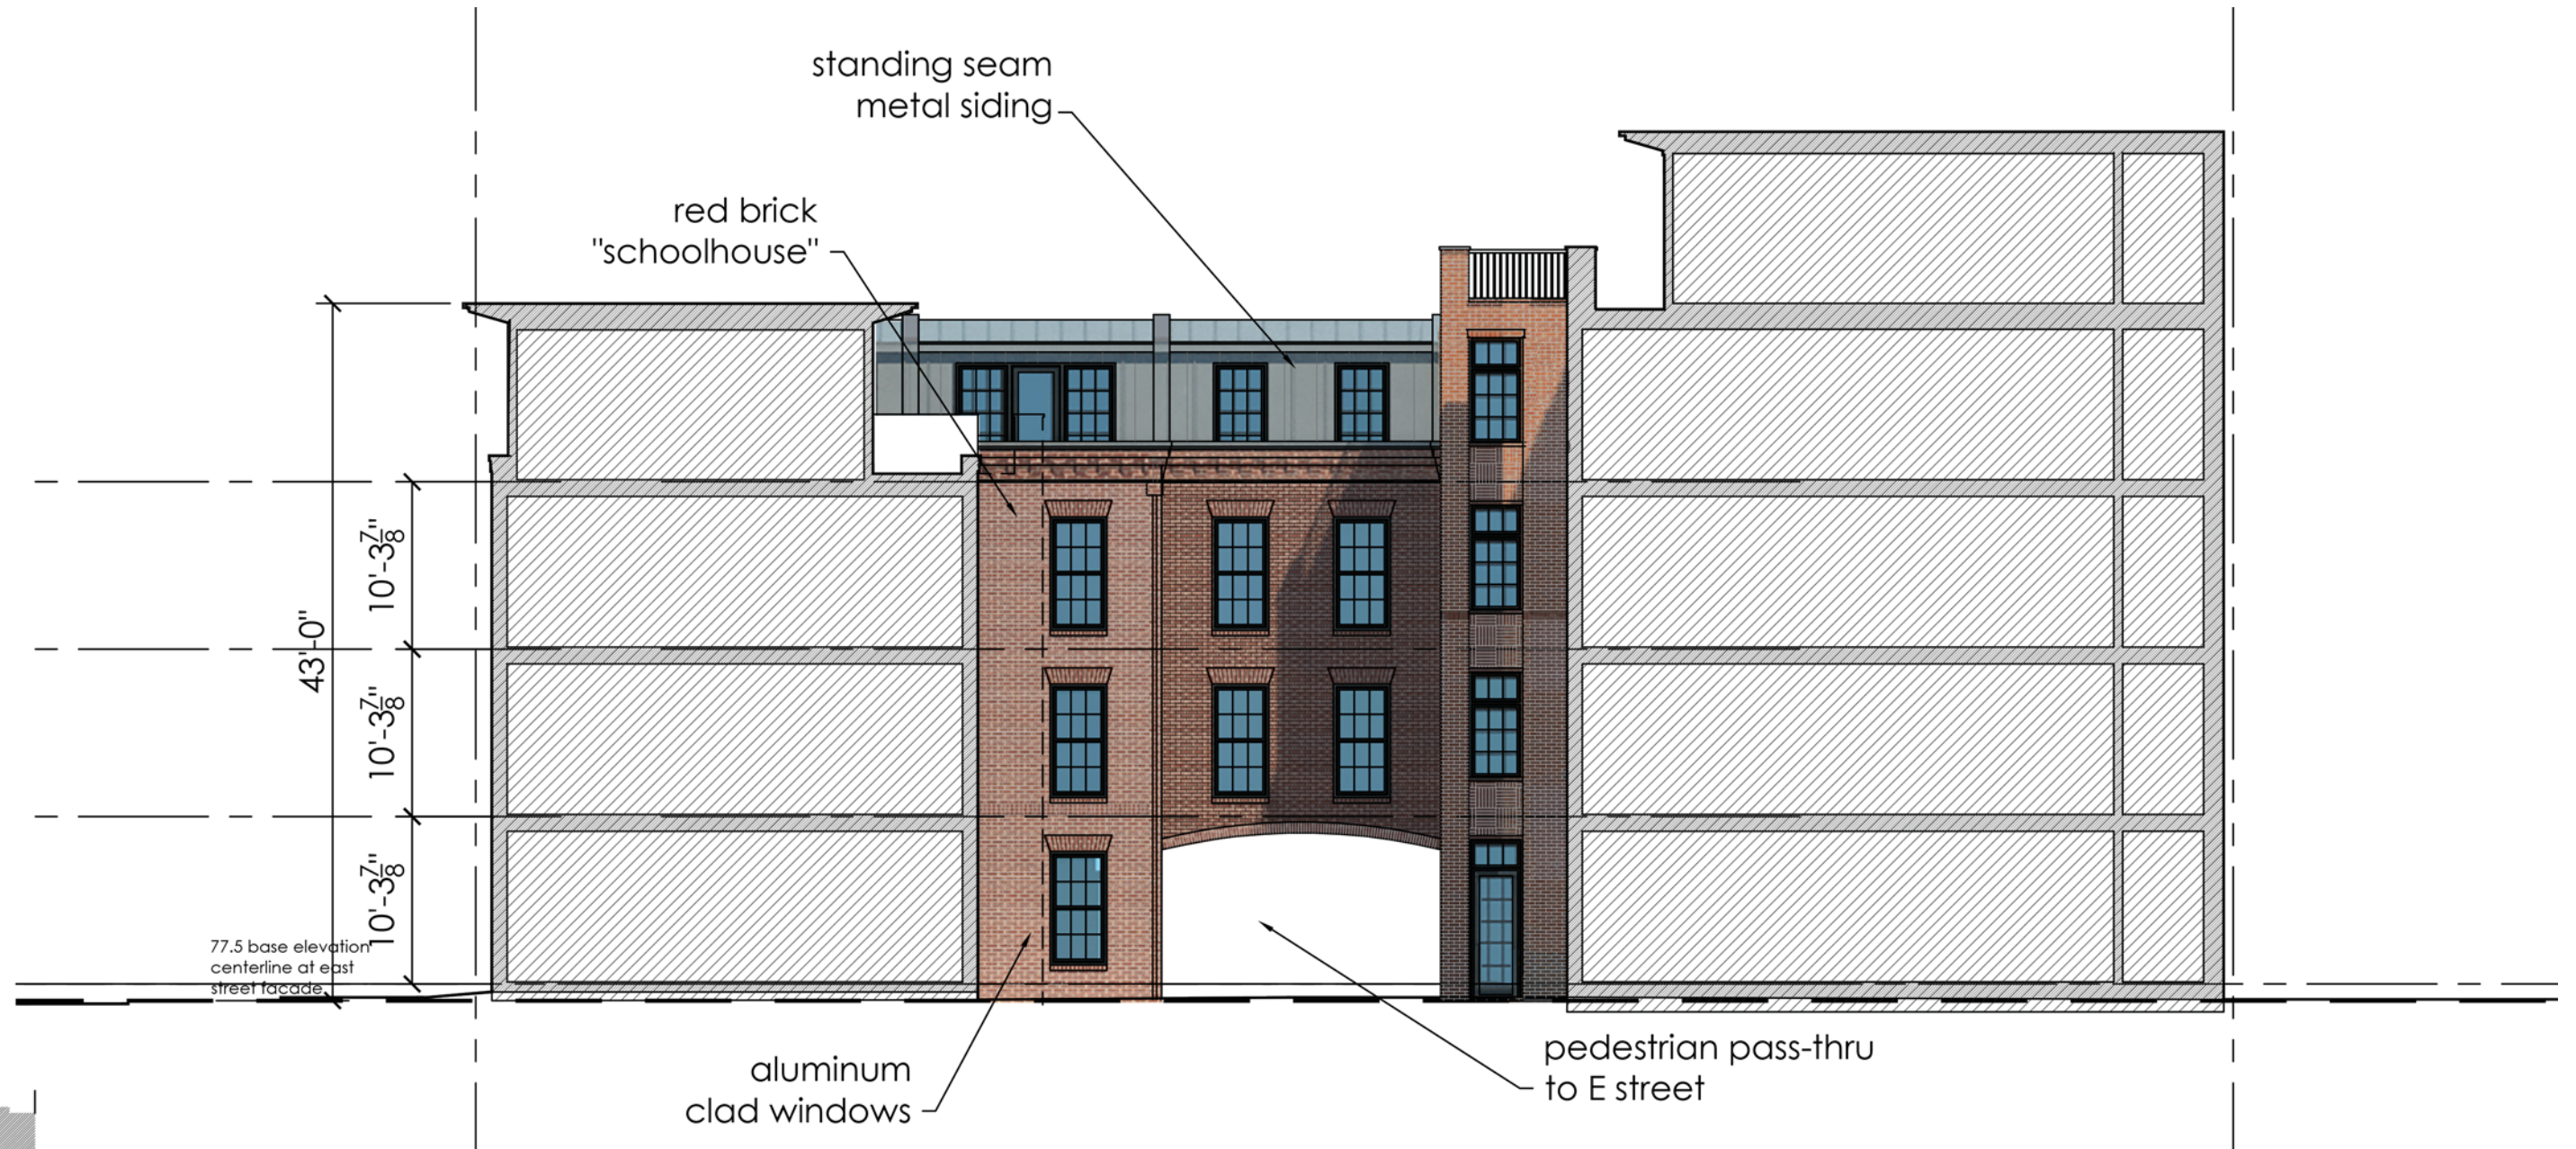 standing seam
metal siding
red brick
"schoolhouse"
43'-0"
10'-3 7/8"
10'-3 7/8"
10'-3 7/8"
77.5 base elevation
centerline at east
street facade
aluminum
clad windows
pedestrian pass-thru
to E street